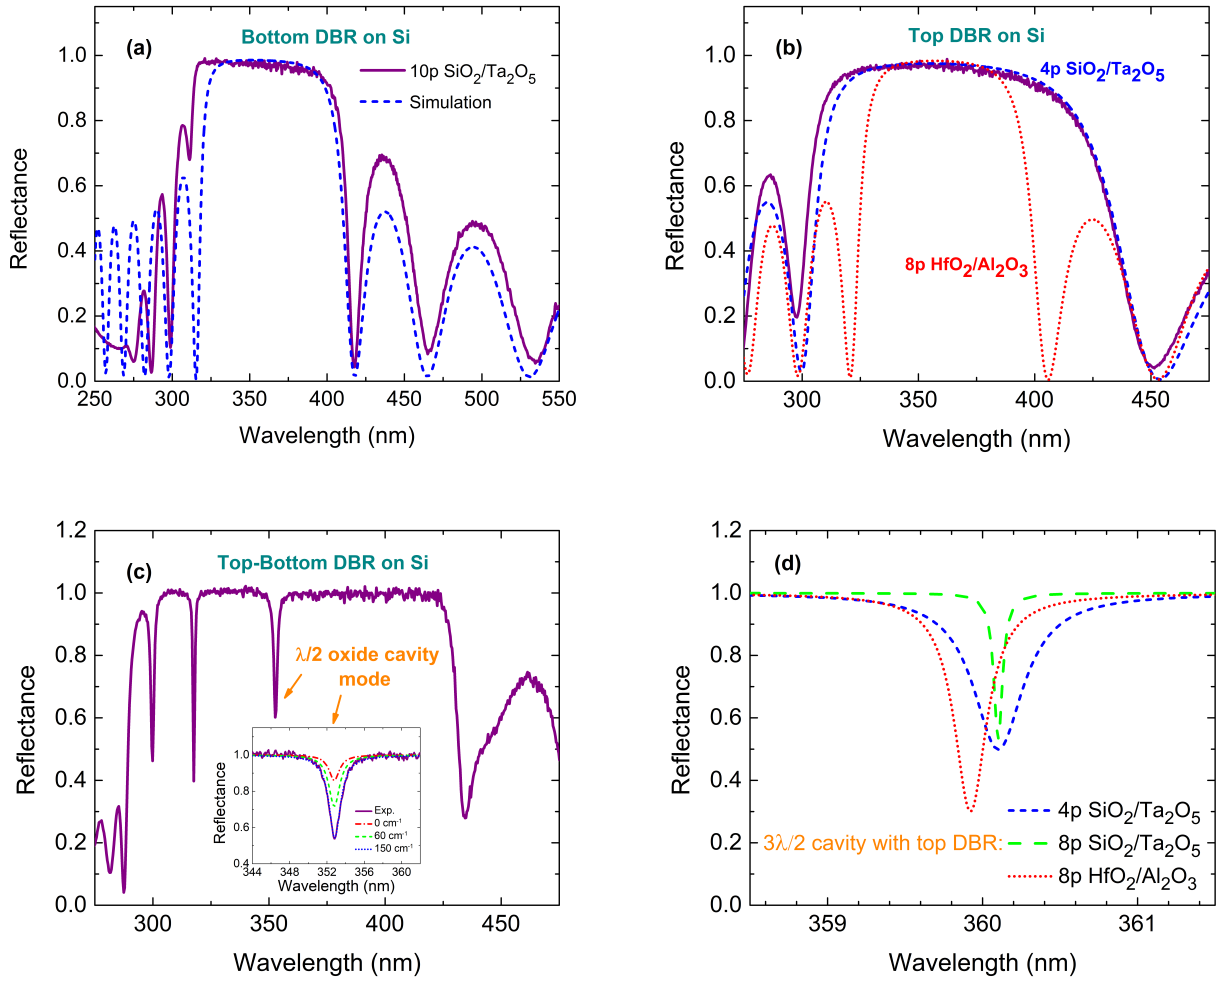 (a)
Bottom DBR on Si
10p SiO₂/Ta₂O₅
Simulation
Reflectance
1.0
0.8
0.6
0.4
0.2
0.0
250 300 350 400 450 500 550
Wavelength (nm)
(b)
Top DBR on Si
4p SiO₂/Ta₂O₅
8p HfO₂/Al₂O₃
Reflectance
1.0
0.8
0.6
0.4
0.2
0.0
300 350 400 450
Wavelength (nm)
(c)
Top-Bottom DBR on Si
λ/2 oxide cavity
mode
Reflectance
1.2
1.0
0.8
0.6
0.4
0.2
0.0
300 350 400 450
Wavelength (nm)
Reflectance
1.0
0.8
0.6
0.4
344 348 352 356 360
Wavelength (nm)
Exp.
0 cm⁻¹
60 cm⁻¹
150 cm⁻¹
(d)
Reflectance
1.2
1.0
0.8
0.6
0.4
0.2
0.0
359 360 361
Wavelength (nm)
3λ/2 cavity with top DBR:
4p SiO₂/Ta₂O₅
8p SiO₂/Ta₂O₅
8p HfO₂/Al₂O₃